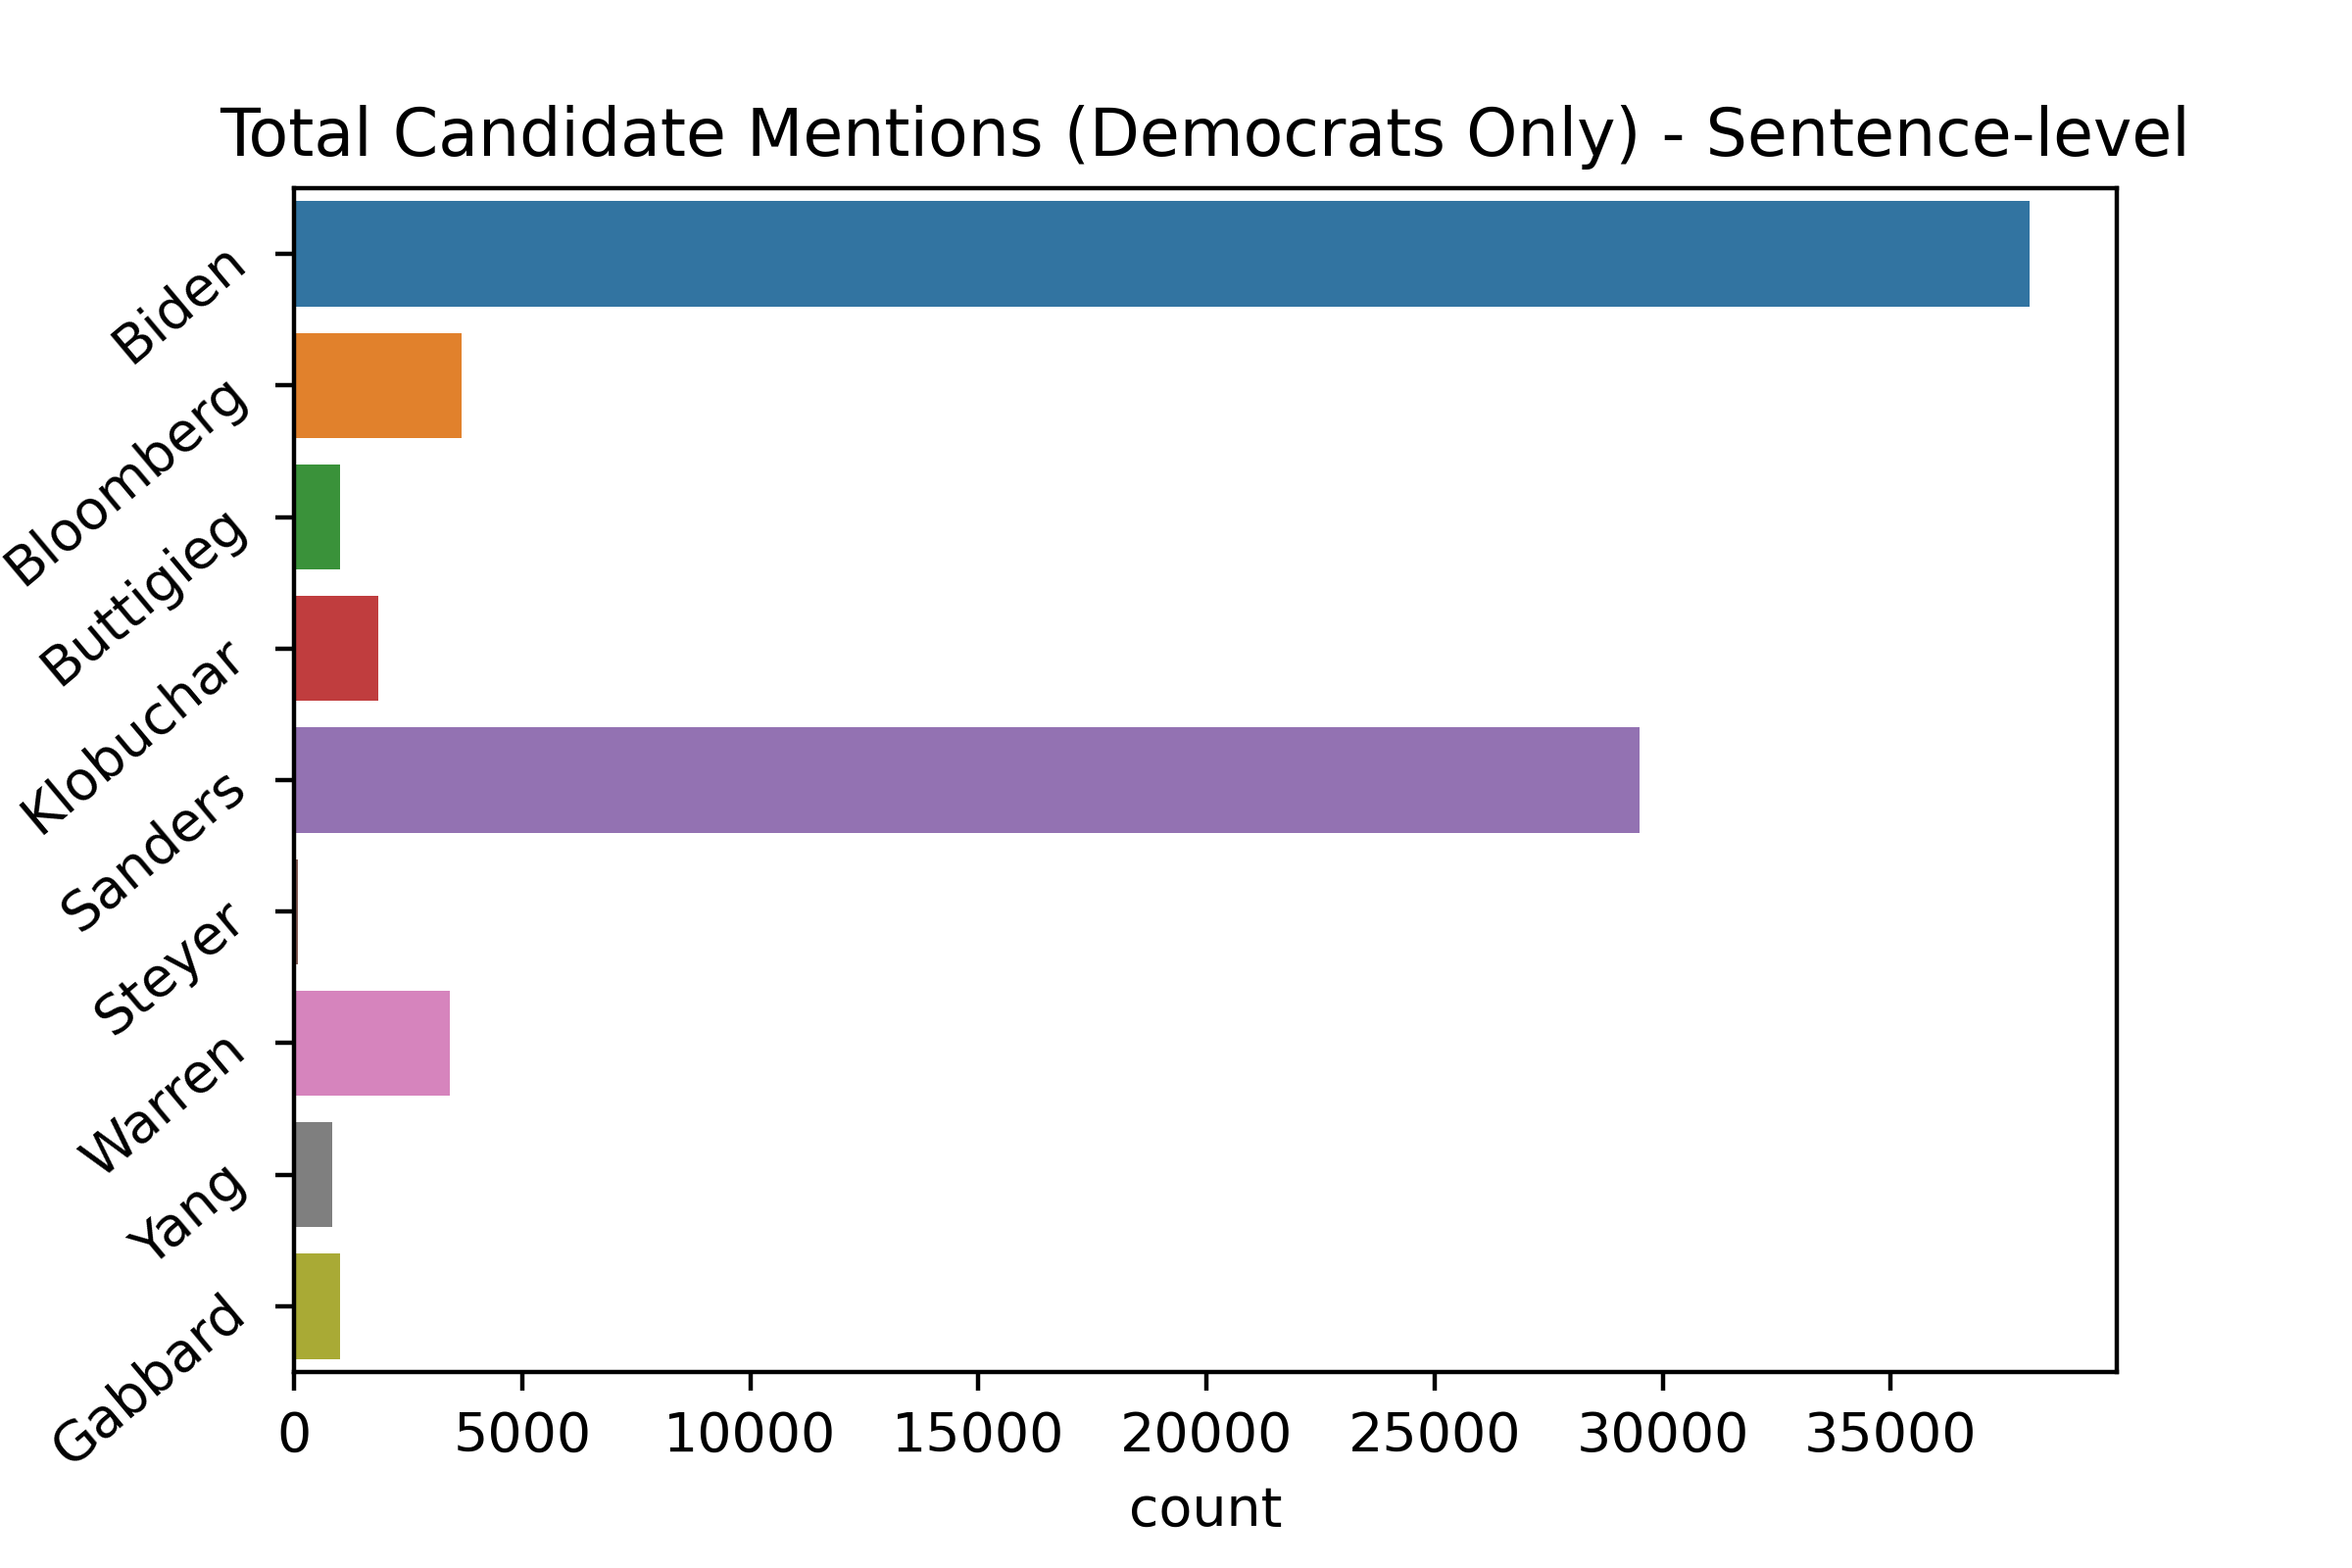 Total Candidate Mentions (Democrats Only) - Sentence-level
Biden
Bloomberg
Buttigieg
Klobuchar
Sanders
Steyer
Warren
Yang
Gabbard
0 5000 10000 15000 20000 25000 30000 35000
count